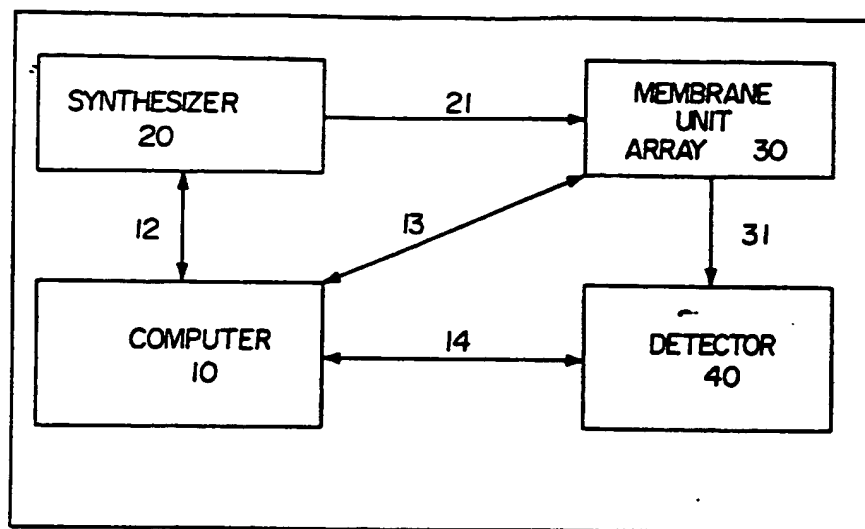 SYNTHESIZER
20
21
MEMBRANE
UNIT
ARRAY 30
12
13
31
COMPUTER
10
14
DETECTOR
40